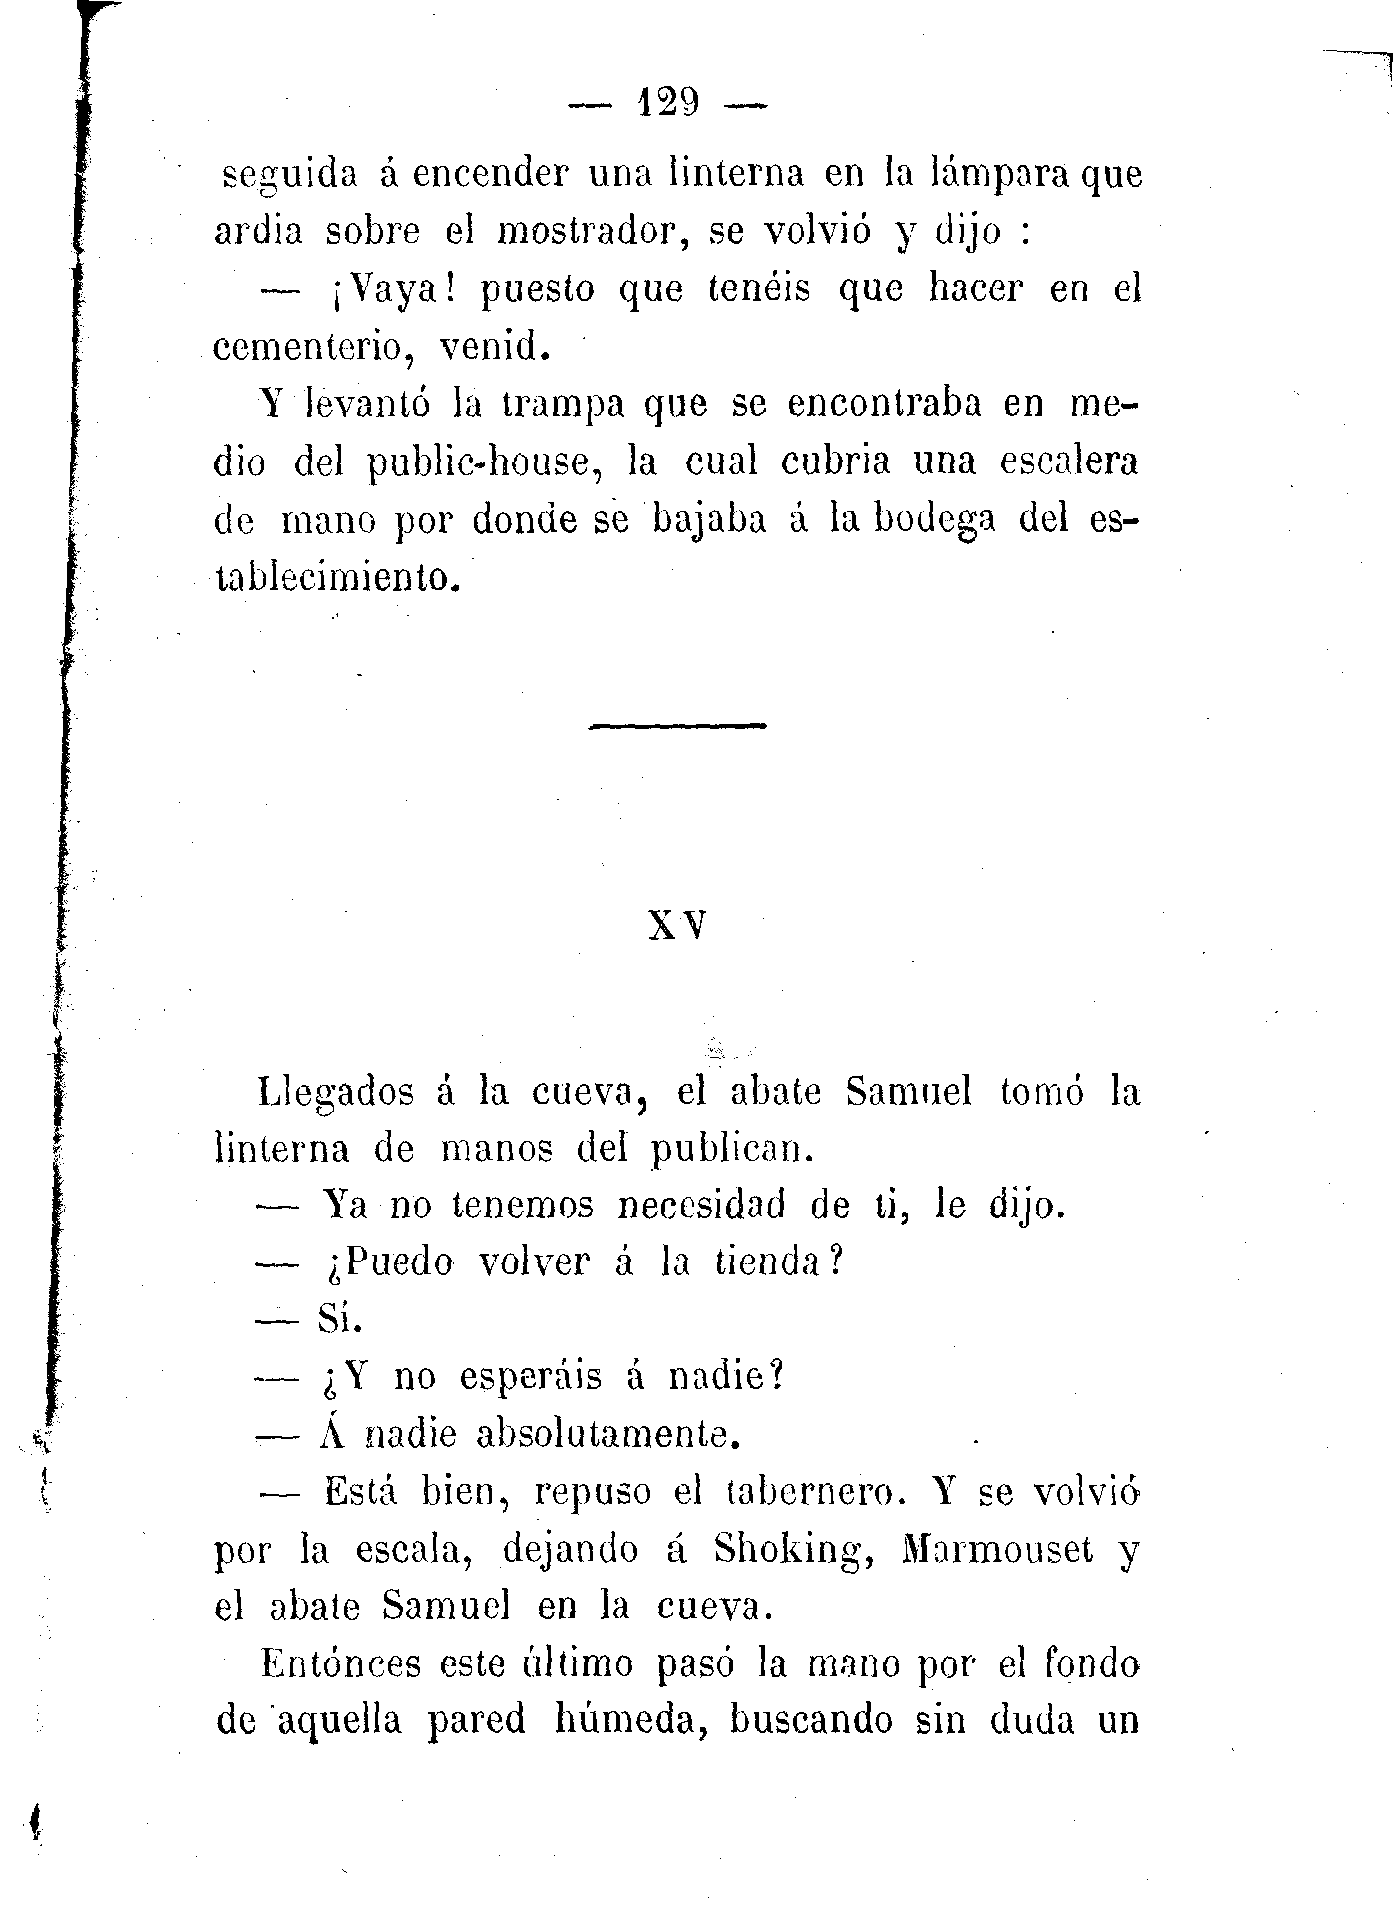 — 129 —
seguida á encender una linterna en la lámpara que
ardia sobre el mostrador, se volvió y dijo :
— ¡Vaya! puesto que tenéis que hacer en el
cementerio, venid.
Y levantó la trampa que se encontraba en me-
dio del public-house, la cual cubria una escalera
de mano por donde se bajaba á la bodega del es-
tablecimiento.
XV
Llegados á la cueva, el abate Samuel tomó la
linterna de manos del publican.
— Ya no tenemos necesidad de ti, le dijo.
— ¿Puedo volver á la tienda?
— Sí.
— ¿Y no esperáis á nadie?
— Á nadie absolutamente.
— Está bien, repuso el tabernero. Y se volvió
por la escala, dejando á Shoking, Marmouset y
el abate Samuel en la cueva.
Entónces este último pasó la mano por el fondo
de aquella pared húmeda, buscando sin duda un